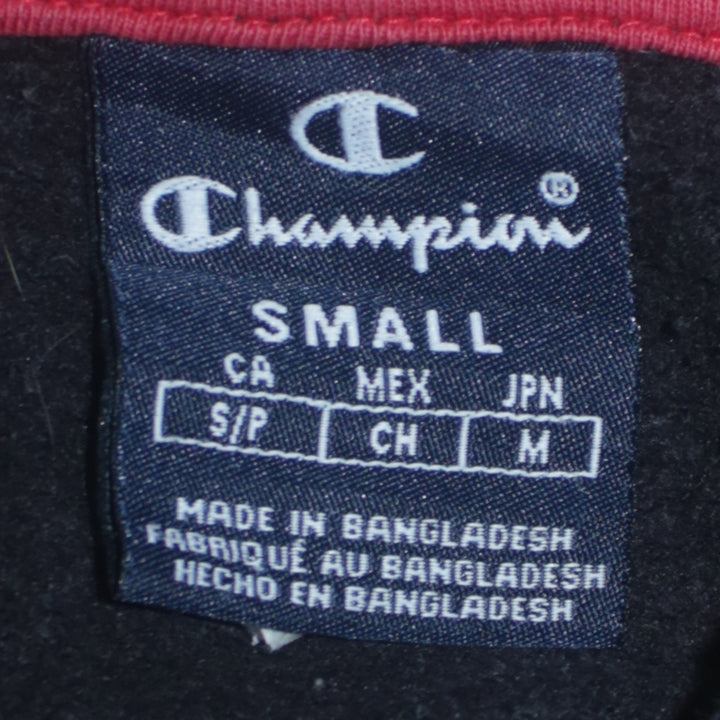 Champion®
SMALL
CA MEX JPN
S/P CH M
MADE IN BANGLADESH
FABRIQUÉ AU BANGLADESH
HECHO EN BANGLADESH